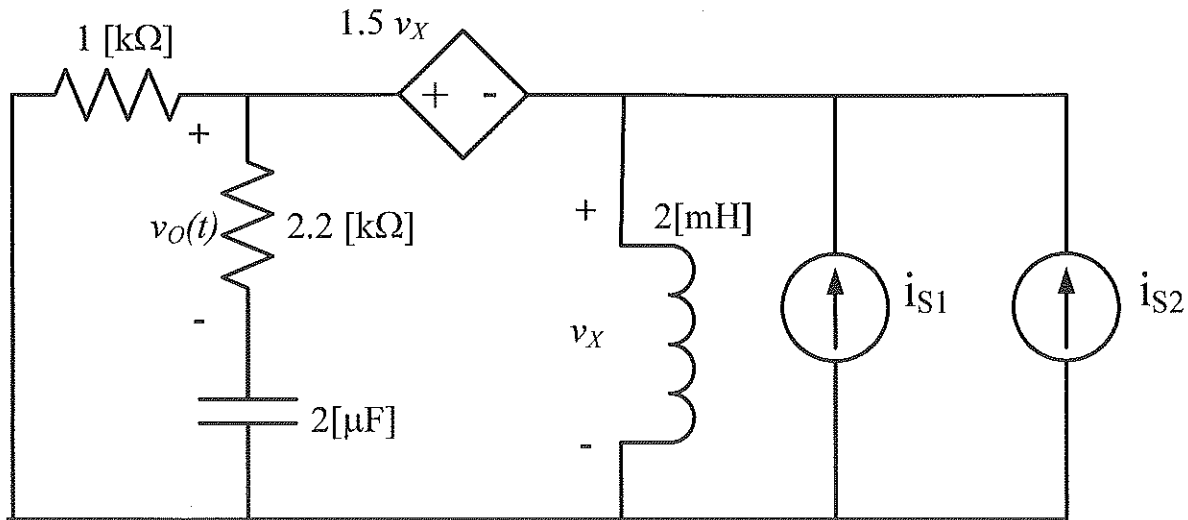 1.5 vX
1 [kΩ]
+ -
+
vO(t)
2.2 [kΩ]
-
2[μF]
+
2[mH]
vX
-
iS1
iS2